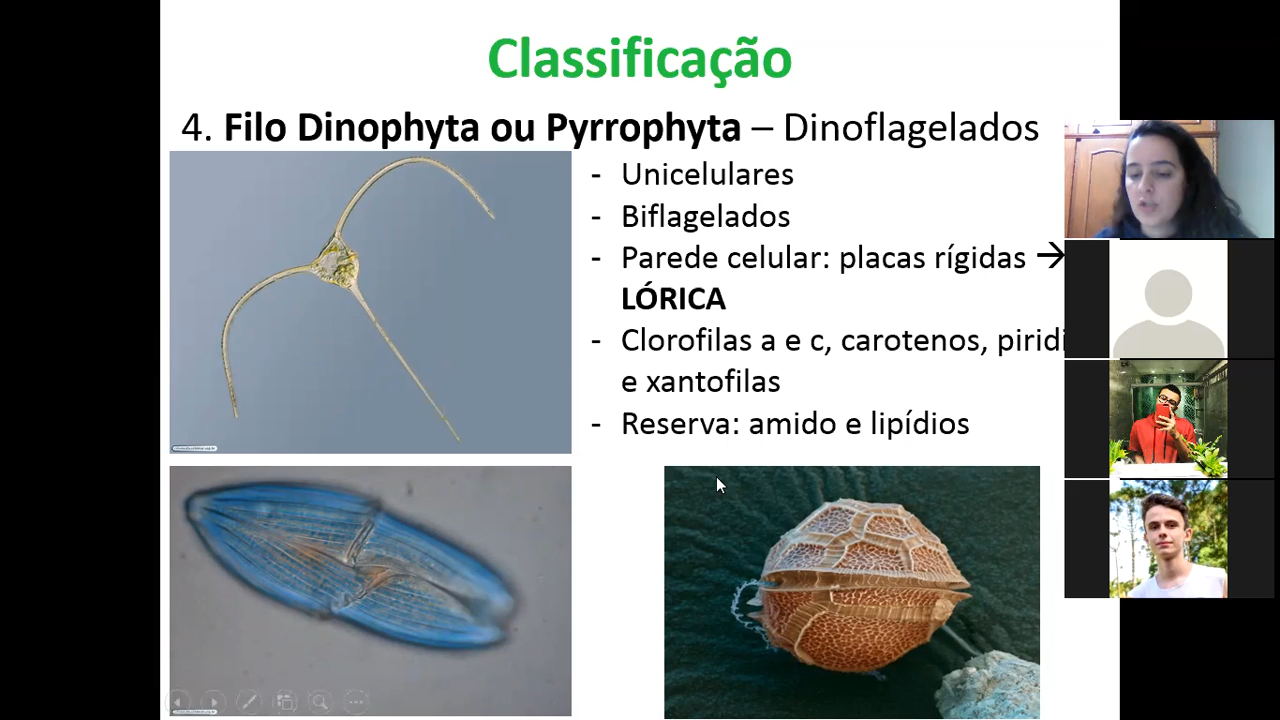 Classificação
4. Filo Dinophyta ou Pyrrophyta – Dinoflagelados
- Unicelulares
- Biflagelados
- Parede celular: placas rígidas →
LÓRICA
- Clorofilas a e c, carotenos, piridi
e xantofilas
- Reserva: amido e lipídios